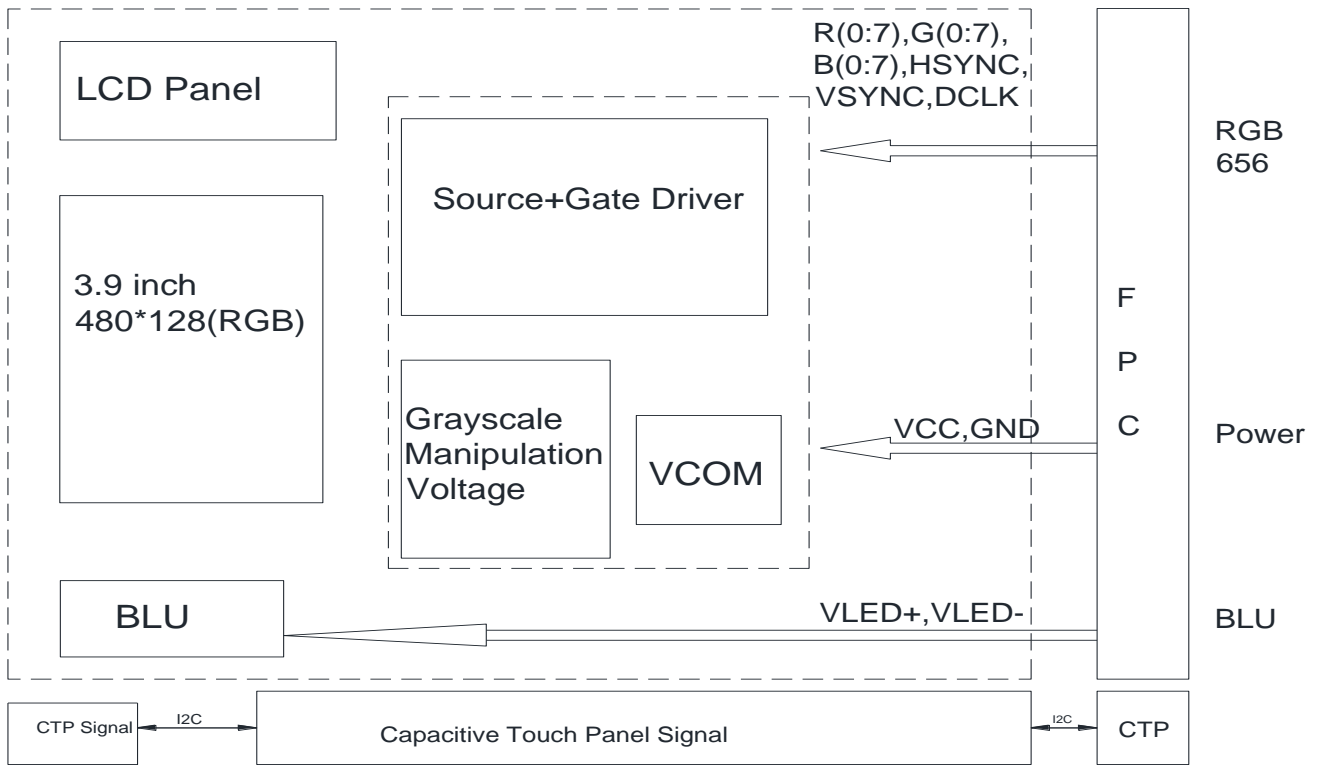 LCD Panel
R(0:7),G(0:7),
B(0:7),HSYNC,
VSYNC,DCLK
RGB
656
Source+Gate Driver
3.9 inch
480*128(RGB)
F
P
C
Grayscale
Manipulation
Voltage
VCOM
VCC,GND
Power
BLU
VLED+,VLED-
BLU
CTP Signal
I2C
Capacitive Touch Panel Signal
I2C
CTP